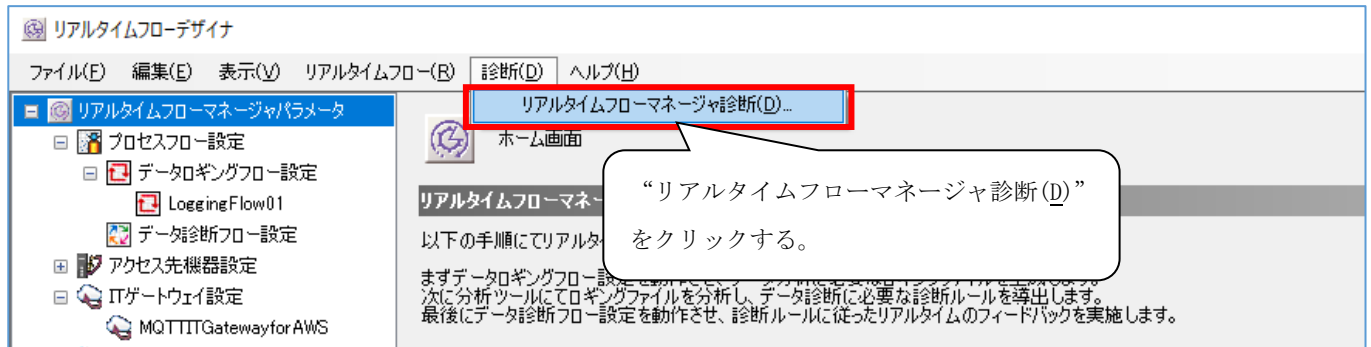 リアルタイムフローデザイナ
ファイル(F) 編集(E) 表示(V) リアルタイムフロー(R) 診断(D) ヘルプ(H)
リアルタイムフローマネージャ診断(D)...
リアルタイムフローマネージャパラメータ
プロセスフロー設定
データロギングフロー設定
LoggingFlow01
データ診断フロー設定
アクセス先機器設定
ITゲートウェイ設定
MQTTITGatewayforAWS
ホーム画面
リアルタイムフローマネー
以下の手順にてリアルタ
まずデータロギングフロー設
次に分析ツールにてロギングファイルを分析し、データ診断に必要な診断ルールを導出します。
最後にデータ診断フロー設定を動作させ、診断ルールに従ったリアルタイムのフィードバックを実施します。
“リアルタイムフローマネージャ診断(D)”
をクリックする。